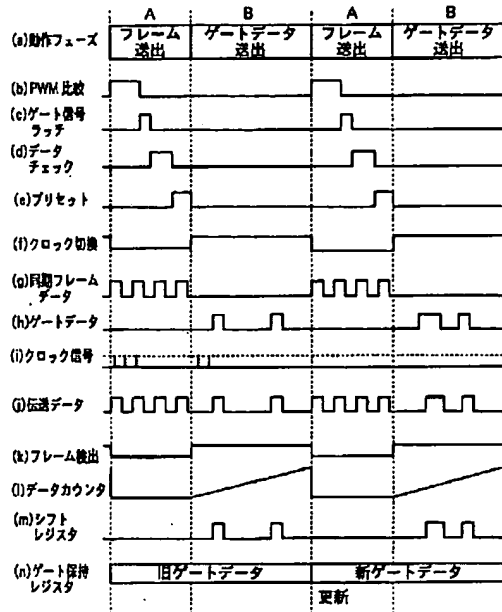 A B A B
(a)動作フェーズ フレーム ゲートデータ フレーム ゲートデータ
送出 送出 送出 送出
(b)PWM比較
(c)ゲート信号
ラッチ
(d)データ
チェック
(e)プリセット
(f)クロック切換
(g)同期フレーム
データ
(h)ゲートデータ
(i)クロック信号
(j)伝送データ
(k)フレーム検出
(l)データカウンタ
(m)シフト
レジスタ
(n)ゲート保持 旧ゲートデータ 新ゲートデータ
レジスタ
更新